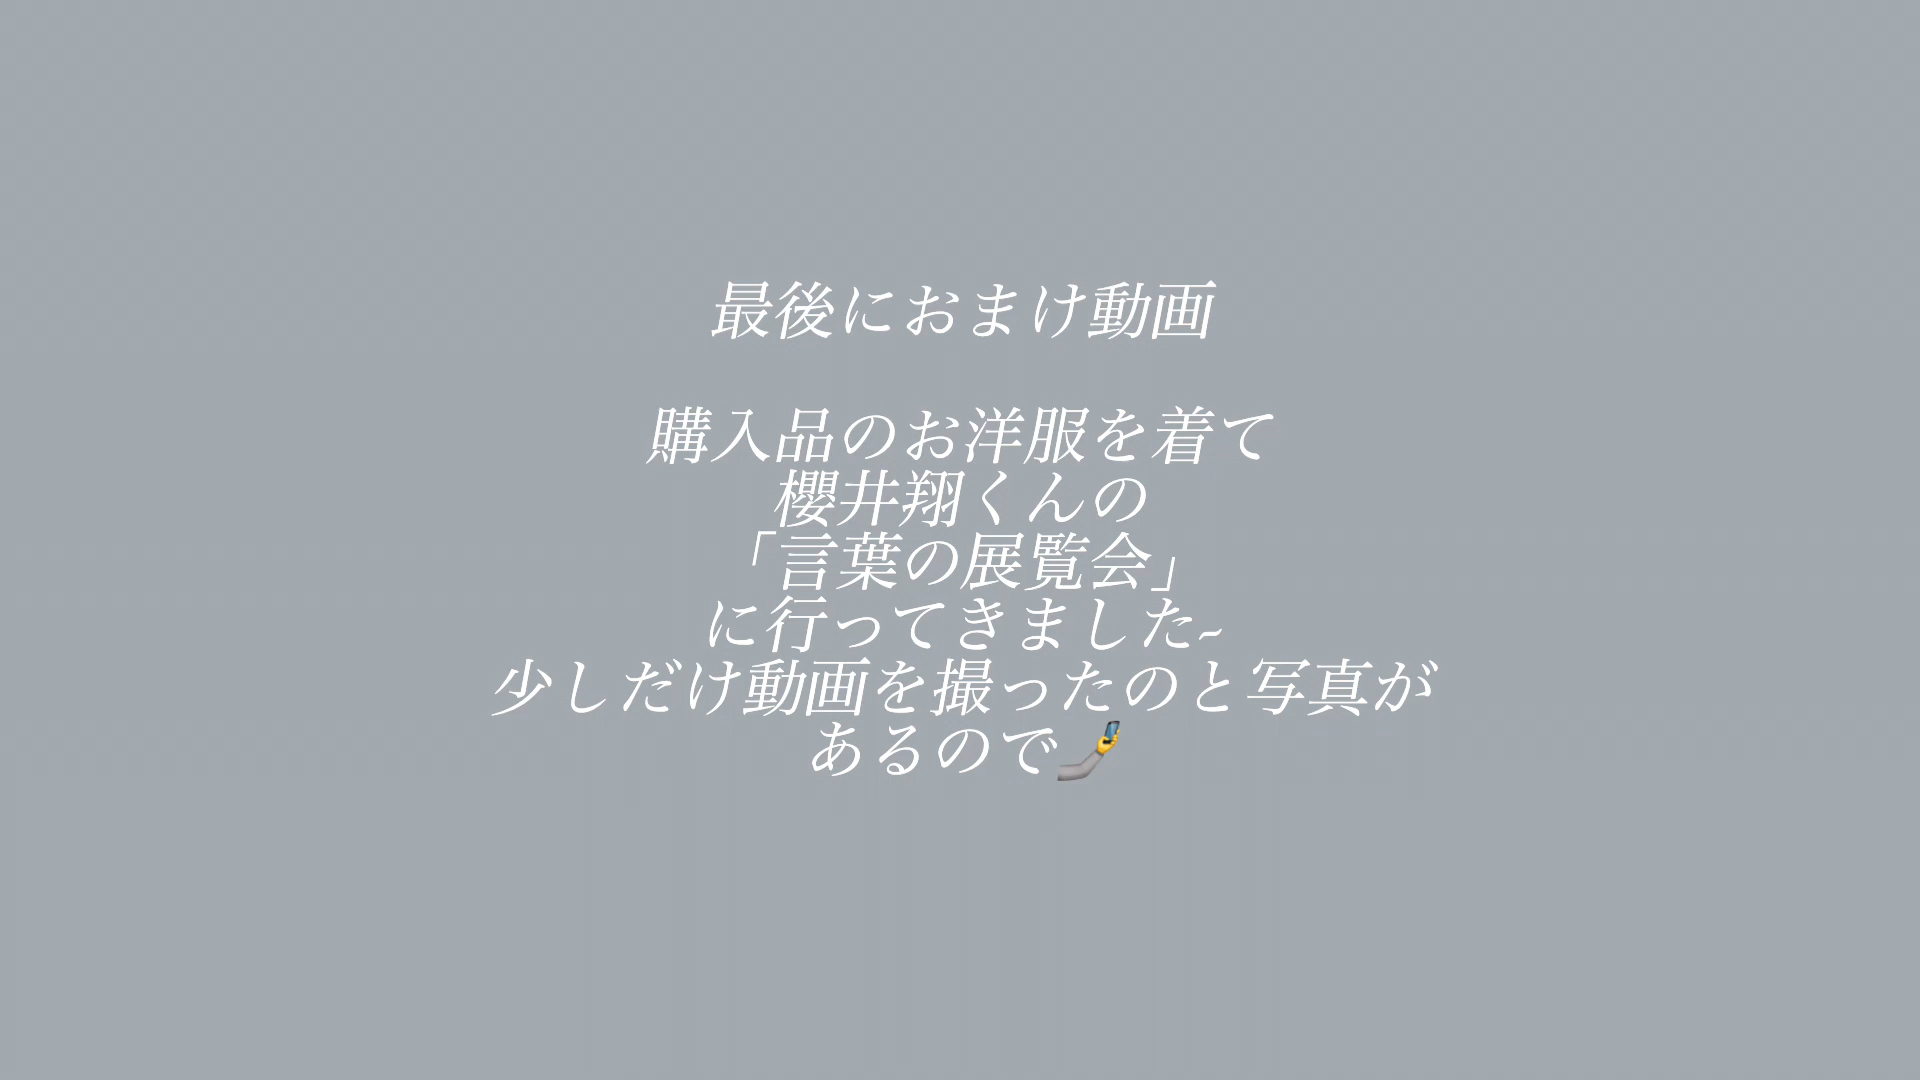 最後におまけ動画
購入品のお洋服を着て
櫻井翔くんの
「言葉の展覧会」
に行ってきました~
少しだけ動画を撮ったのと写真が
あるので🤳